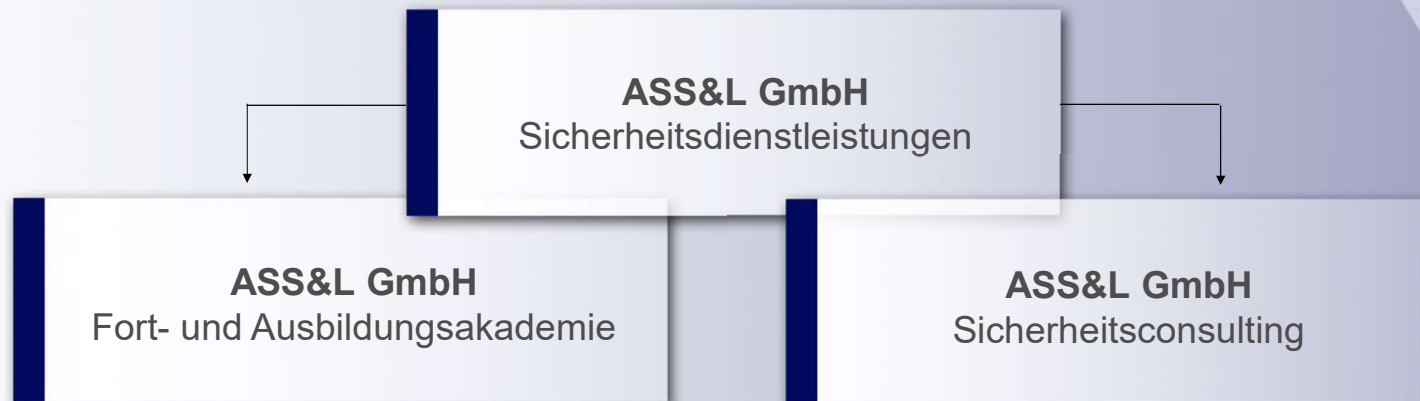 ASS&L GmbH
Sicherheitsdienstleistungen
ASS&L GmbH
Fort- und Ausbildungsakademie
ASS&L GmbH
Sicherheitsconsulting